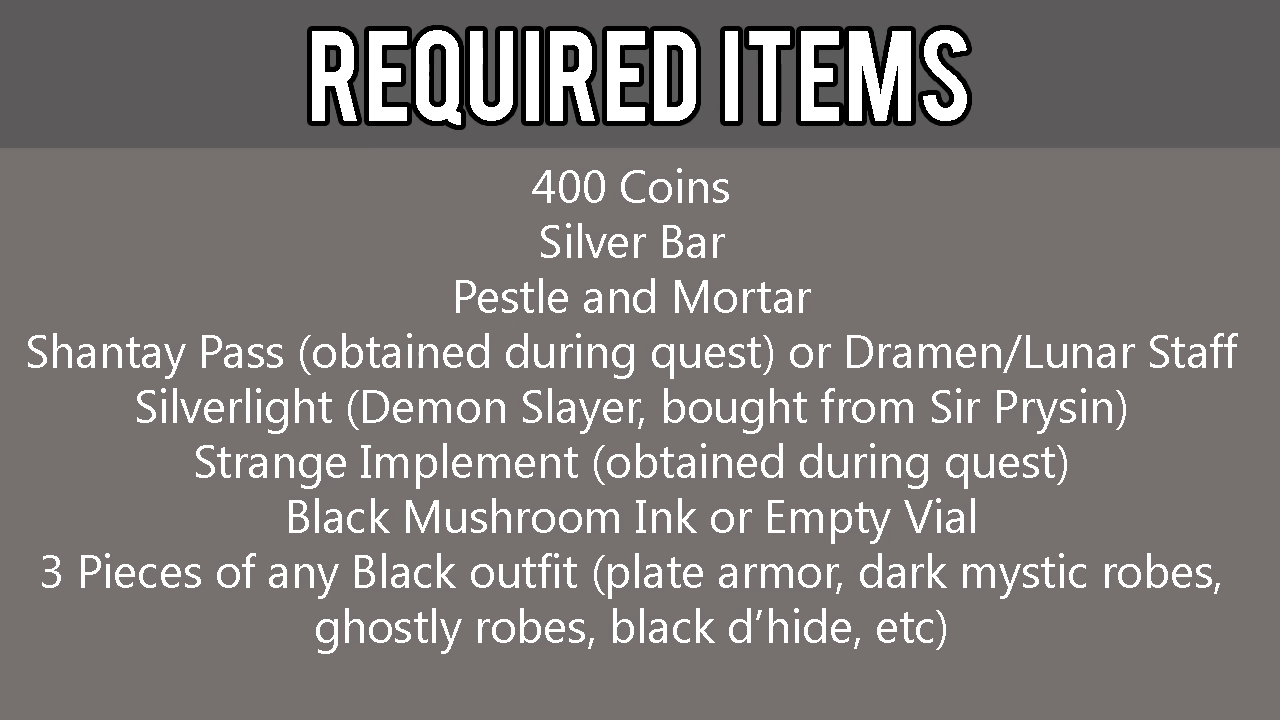 REQUIRED ITEMS
400 Coins
Silver Bar
Pestle and Mortar
Shantay Pass (obtained during quest) or Dramen/Lunar Staff
Silverlight (Demon Slayer, bought from Sir Prysin)
Strange Implement (obtained during quest)
Black Mushroom Ink or Empty Vial
3 Pieces of any Black outfit (plate armor, dark mystic robes,
ghostly robes, black d’hide, etc)